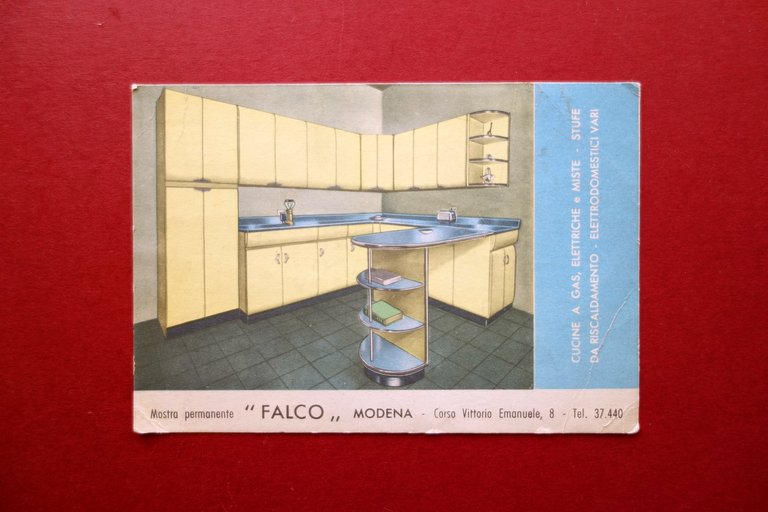 CUCINE A GAS, ELETTRICHE e MISTE - STUFE
DA RISCALDAMENTO - ELETTRODOMESTICI VARI
Mostra permanente "FALCO„ MODENA - Corso Vittorio Emanuele, 8 - Tel. 37.440